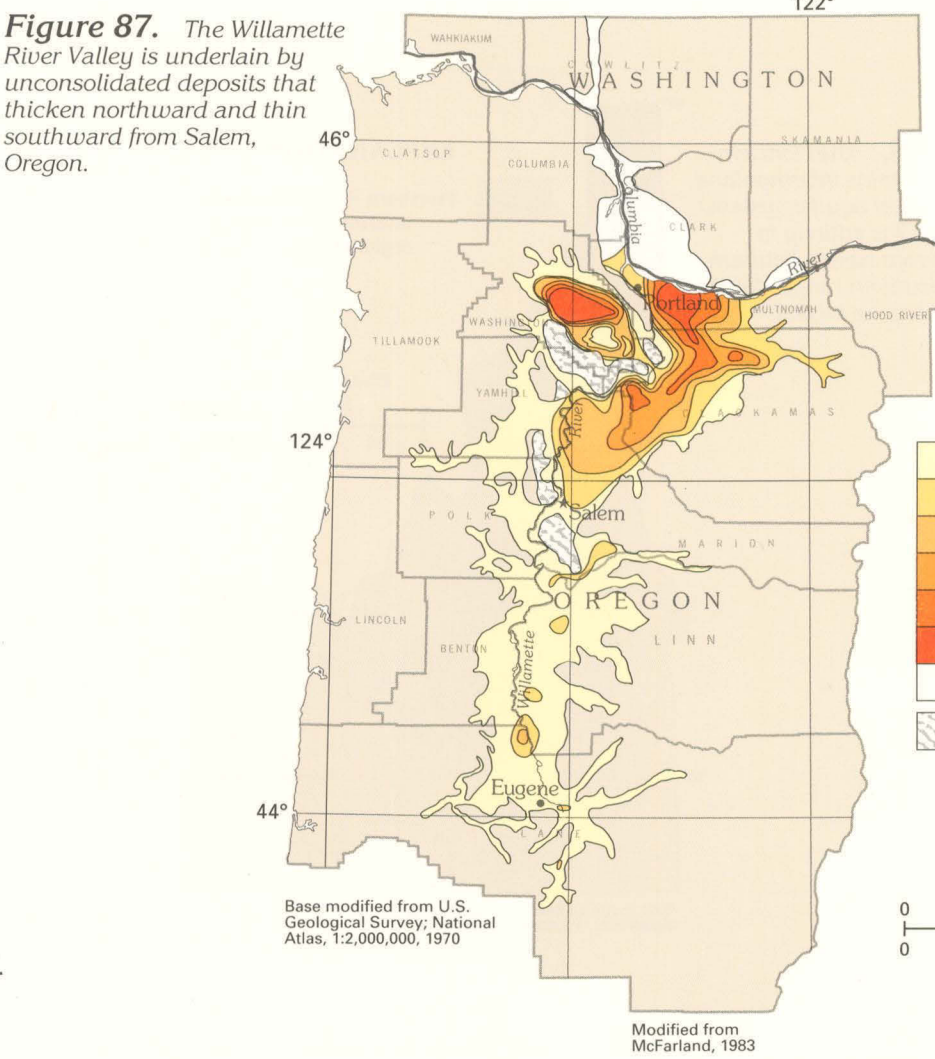 Figure 87. The Willamette
River Valley is underlain by
unconsolidated deposits that
thicken northward and thin
southward from Salem,
Oregon.
122°
WAHKIAKUM
COWLITZ
WASHINGTON
46°
SKAMANIA
CLATSOP
COLUMBIA
Columbia
CLARK
River
Portland
MULTNOMAH
HOOD RIVER
WASHINGTON
TILLAMOOK
YAMHILL
River
CLACKAMAS
124°
Salem
POLK
MARION
OREGON
LINCOLN
LINN
BENTON
Willamette
Eugene
44°
LANE
Base modified from U.S.
Geological Survey; National
Atlas, 1:2,000,000, 1970
0
0
Modified from
McFarland, 1983